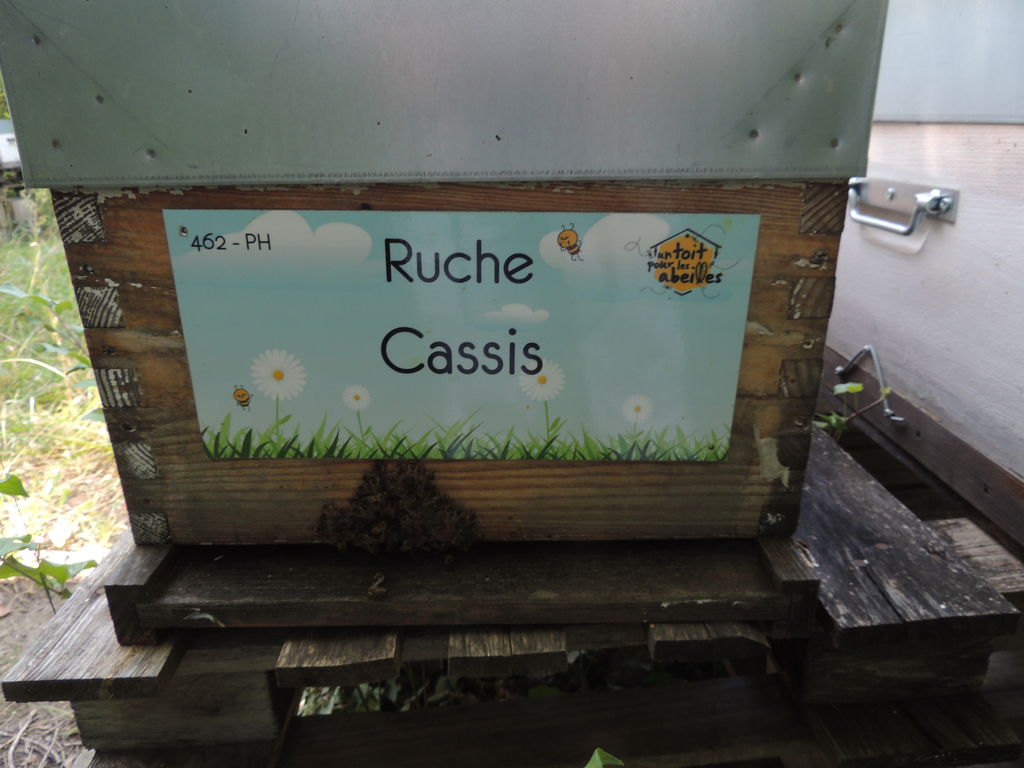 462 - PH
Ruche
Cassis
un toit
pour les
abeilles